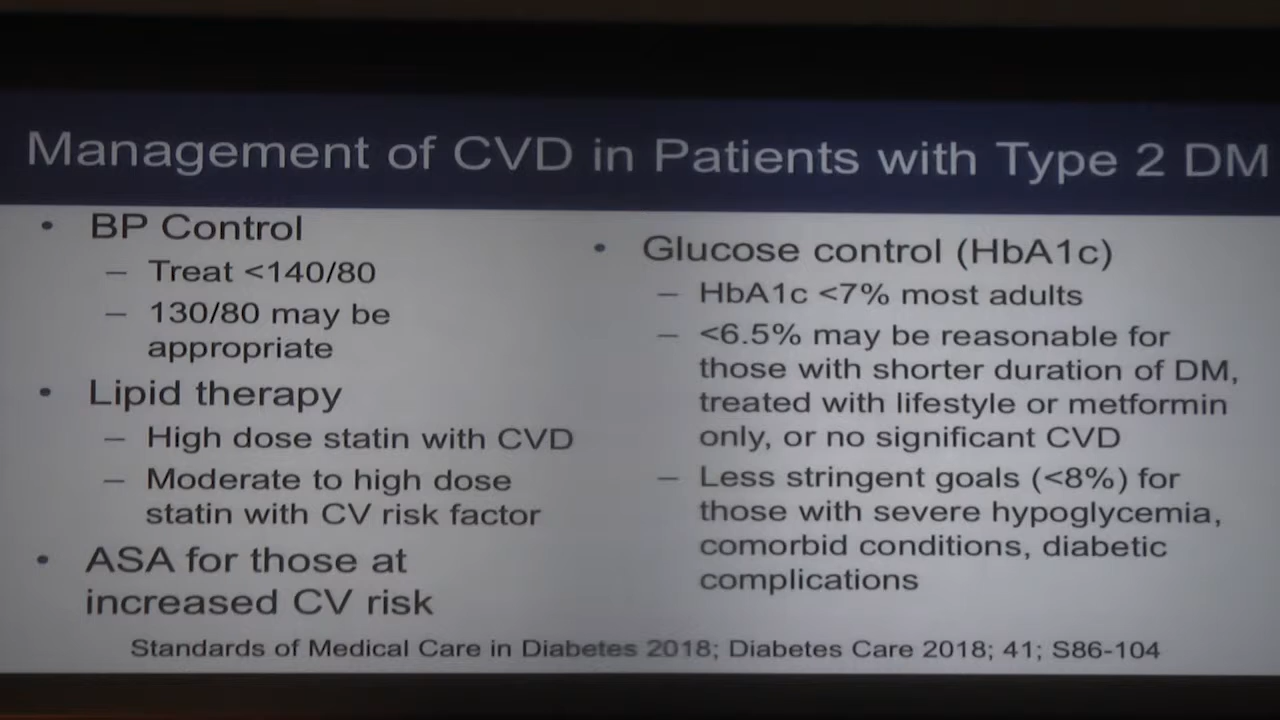 Management of CVD in Patients with Type 2 DM
• BP Control
– Treat <140/80
– 130/80 may be
appropriate
• Lipid therapy
– High dose statin with CVD
– Moderate to high dose
statin with CV risk factor
• ASA for those at
increased CV risk
• Glucose control (HbA1c)
– HbA1c <7% most adults
– <6.5% may be reasonable for
those with shorter duration of DM,
treated with lifestyle or metformin
only, or no significant CVD
– Less stringent goals (<8%) for
those with severe hypoglycemia,
comorbid conditions, diabetic
complications
Standards of Medical Care in Diabetes 2018; Diabetes Care 2018; 41; S86-104